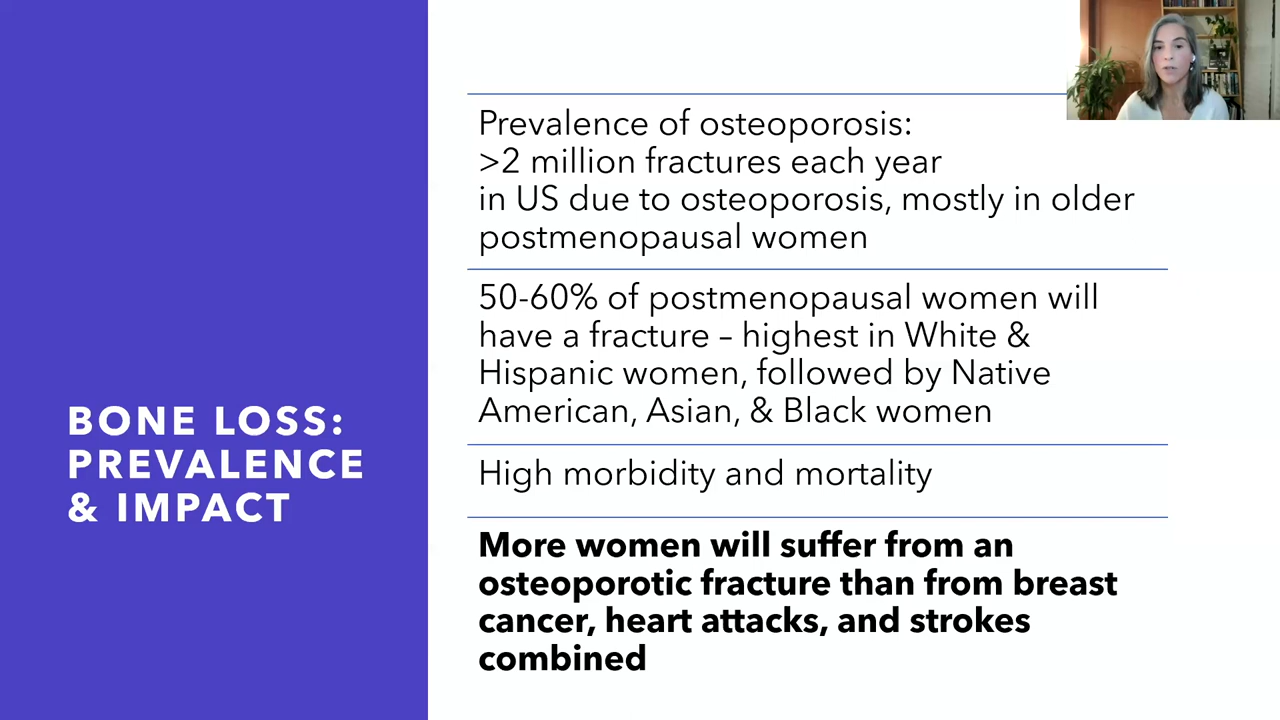 BONE LOSS:
PREVALENCE
& IMPACT
Prevalence of osteoporosis:
>2 million fractures each year
in US due to osteoporosis, mostly in older
postmenopausal women
50-60% of postmenopausal women will
have a fracture – highest in White &
Hispanic women, followed by Native
American, Asian, & Black women
High morbidity and mortality
More women will suffer from an
osteoporotic fracture than from breast
cancer, heart attacks, and strokes
combined